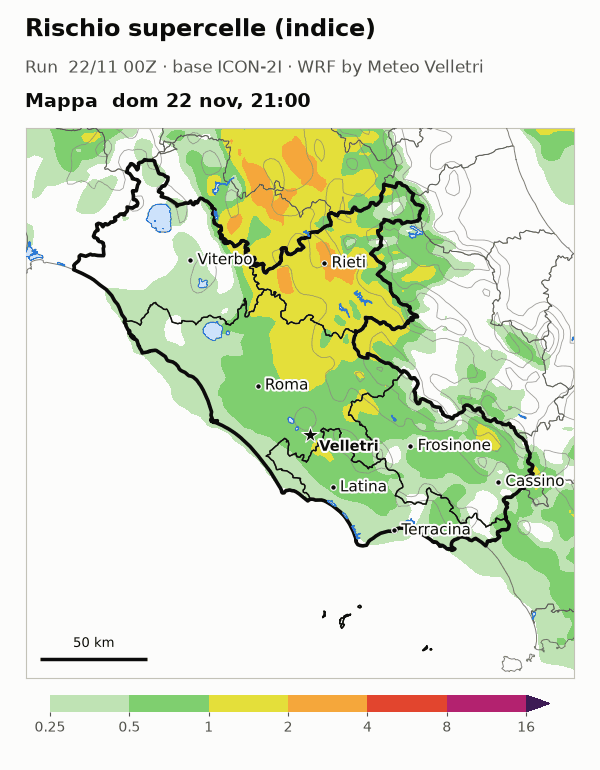 Rischio supercelle (indice)
Run  22/11 00Z · base ICON-2I · WRF by Meteo Velletri
Mappa  dom 22 nov, 21:00
Viterbo
Rieti
Roma
Velletri
Frosinone
Cassino
Latina
Terracina
50 km
0.25 0.5 1 2 4 8 16